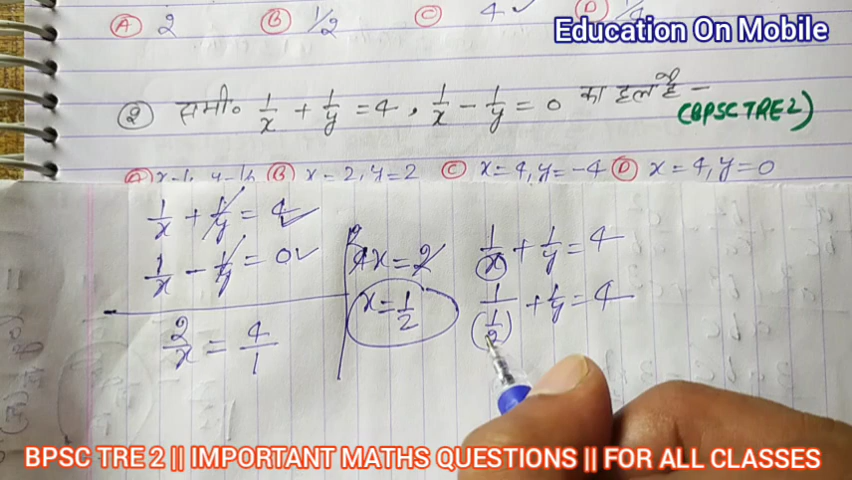 Ⓐ 2 Ⓑ 1/2 Ⓒ 4 ✓ Ⓓ 1/4
Education On Mobile
② समी० 1/x + 1/y = 4, 1/x - 1/y = 0 का हल है -
(BPSC TRE 2)
Ⓑ x = 2, y = 2 Ⓒ x = 4, y = -4 Ⓓ x = 4, y = 0
1/x + 1/y = 4 ✓
1/x - 1/y = 0 ✓
2/x = 4/1
4x = 2
x = 1/2
1/x + 1/y = 4
1/(1/2) + 1/y = 4
BPSC TRE 2 || IMPORTANT MATHS QUESTIONS || FOR ALL CLASSES